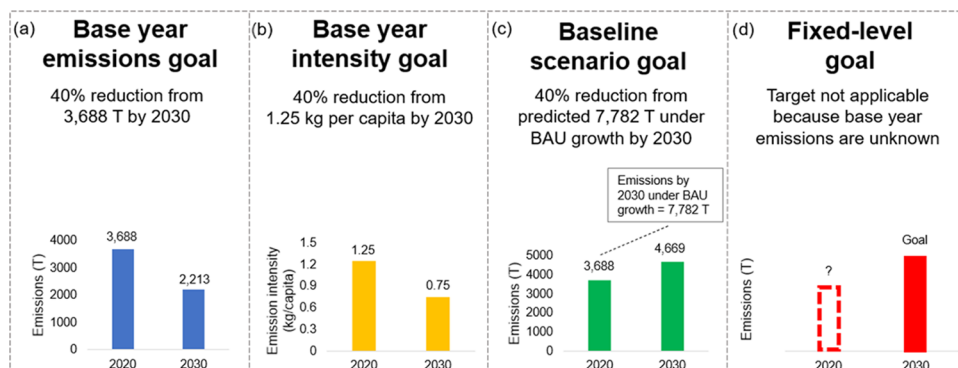 (a)
Base year
emissions goal
40% reduction from
3,688 T by 2030
Emissions (T)
4000
3000
2000
1000
0
3,688
2,213
2020
2030
(b)
Base year
intensity goal
40% reduction from
1.25 kg per capita by 2030
Emission intensity
(kg/capita)
1.5
1.2
0.9
0.6
0.3
0
1.25
0.75
2020
2030
(c)
Baseline
scenario goal
40% reduction from
predicted 7,782 T under
BAU growth by 2030
Emissions by
2030 under BAU
growth = 7,782 T
Emissions (T)
5000
4000
3000
2000
1000
0
3,688
4,669
2020
2030
(d)
Fixed-level
goal
Target not applicable
because base year
emissions are unknown
Emissions (T)
?
Goal
2020
2030